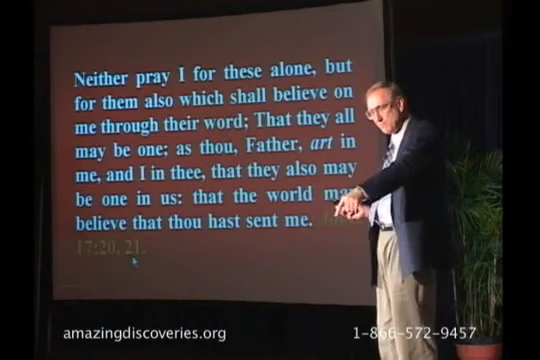 Neither pray I for these alone, but
for them also which shall believe on
me through their word; That they all
may be one; as thou, Father, art in
me, and I in thee, that they also may
be one in us: that the world may
believe that thou hast sent me.
17:20, 21.
amazingdiscoveries.org
1-866-572-9457